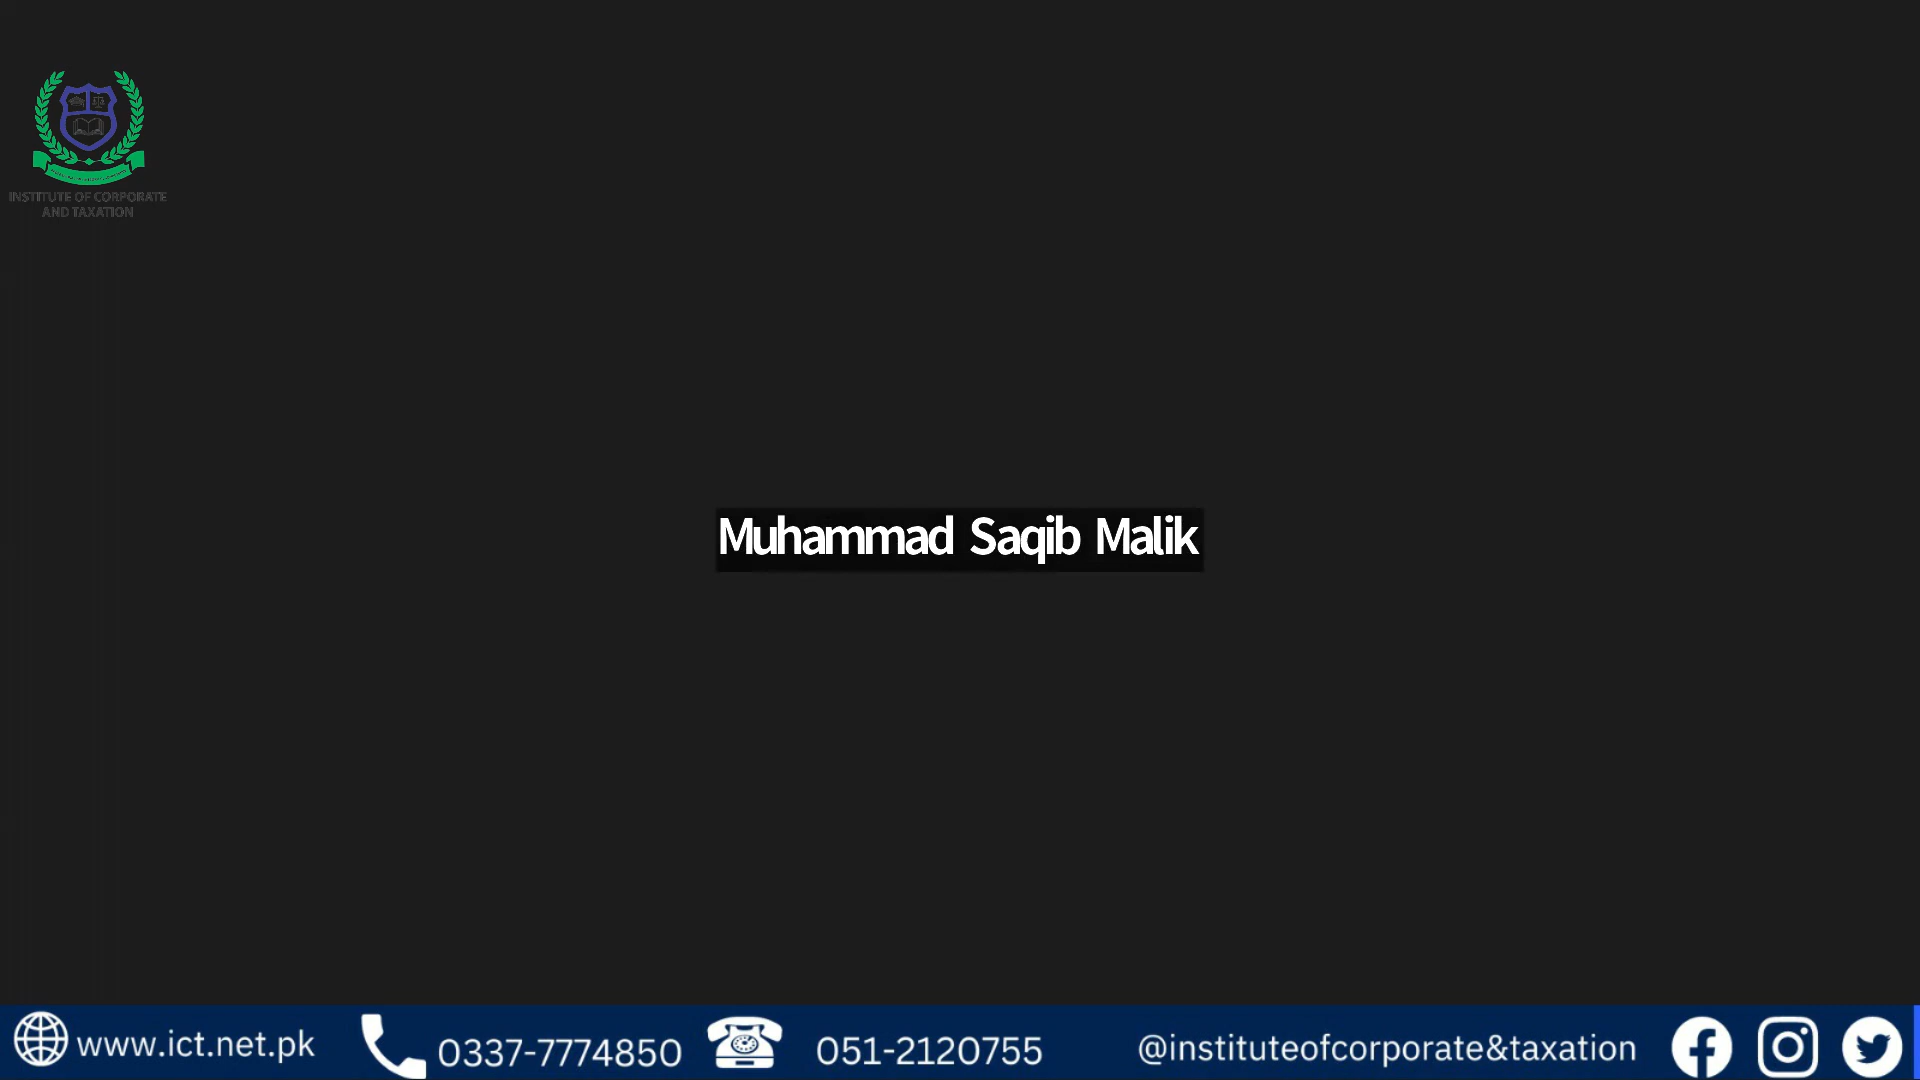 INSTITUTE OF CORPORATE
AND TAXATION
Muhammad Saqib Malik
www.ict.net.pk
0337-7774850
051-2120755
@instituteofcorporate&taxation